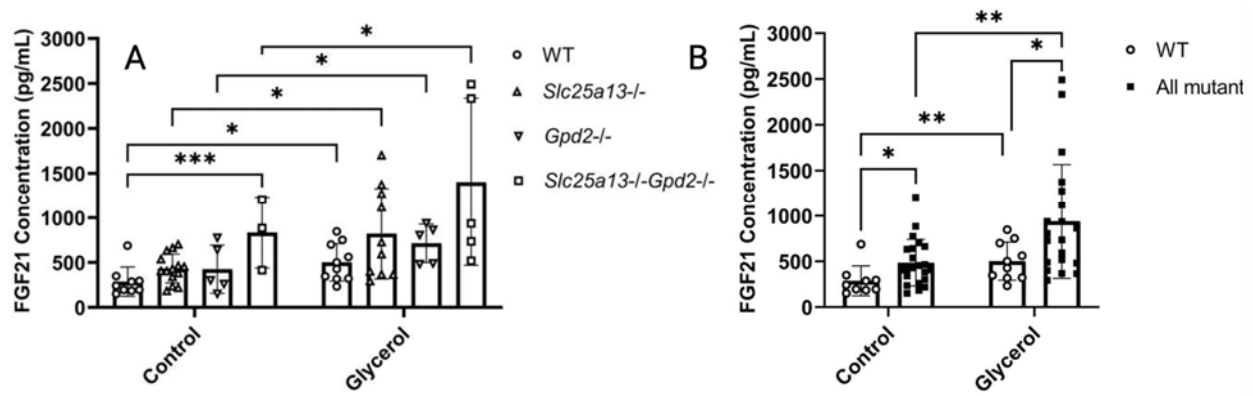 A
FGF21 Concentration (pg/mL)
3000
2500
2000
1500
1000
500
0
*
*
*
*
***
Control
Glycerol
WT
Slc25a13-/-
Gpd2-/-
Slc25a13-/-Gpd2-/-
B
FGF21 Concentration (pg/mL)
3000
2500
2000
1500
1000
500
0
**
*
**
*
Control
Glycerol
WT
All mutant